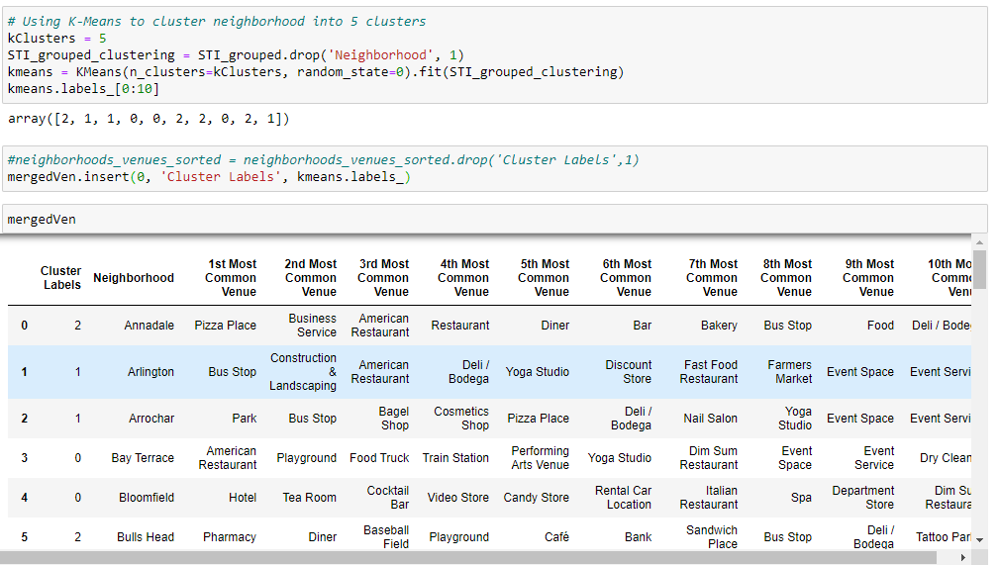 # Using K-Means to cluster neighborhood into 5 clusters
kClusters = 5
STI_grouped_clustering = STI_grouped.drop('Neighborhood', 1)
kmeans = KMeans(n_clusters=kClusters, random_state=0).fit(STI_grouped_clustering)
kmeans.labels_[0:10]
array([2, 1, 1, 0, 0, 2, 2, 0, 2, 1])
#neighborhoods_venues_sorted = neighborhoods_venues_sorted.drop('Cluster Labels',1)
mergedVen.insert(0, 'Cluster Labels', kmeans.labels_)
mergedVen
Cluster Labels Neighborhood 1st Most Common Venue 2nd Most Common Venue 3rd Most Common Venue 4th Most Common Venue 5th Most Common Venue 6th Most Common Venue 7th Most Common Venue 8th Most Common Venue 9th Most Common Venue 10th Mo Comm Ven
0 2 Annadale Pizza Place Business Service American Restaurant Restaurant Diner Bar Bakery Bus Stop Food Deli / Bode
1 1 Arlington Bus Stop Construction & Landscaping American Restaurant Deli / Bodega Yoga Studio Discount Store Fast Food Restaurant Farmers Market Event Space Event Servi
2 1 Arrochar Park Bus Stop Bagel Shop Cosmetics Shop Pizza Place Deli / Bodega Nail Salon Yoga Studio Event Space Event Servi
3 0 Bay Terrace American Restaurant Playground Food Truck Train Station Performing Arts Venue Yoga Studio Dim Sum Restaurant Event Space Event Service Dry Clean
4 0 Bloomfield Hotel Tea Room Cocktail Bar Video Store Candy Store Rental Car Location Italian Restaurant Spa Department Store Dim Su Restaura
5 2 Bulls Head Pharmacy Diner Baseball Field Playground Café Bank Sandwich Place Bus Stop Deli / Bodega Tattoo Par